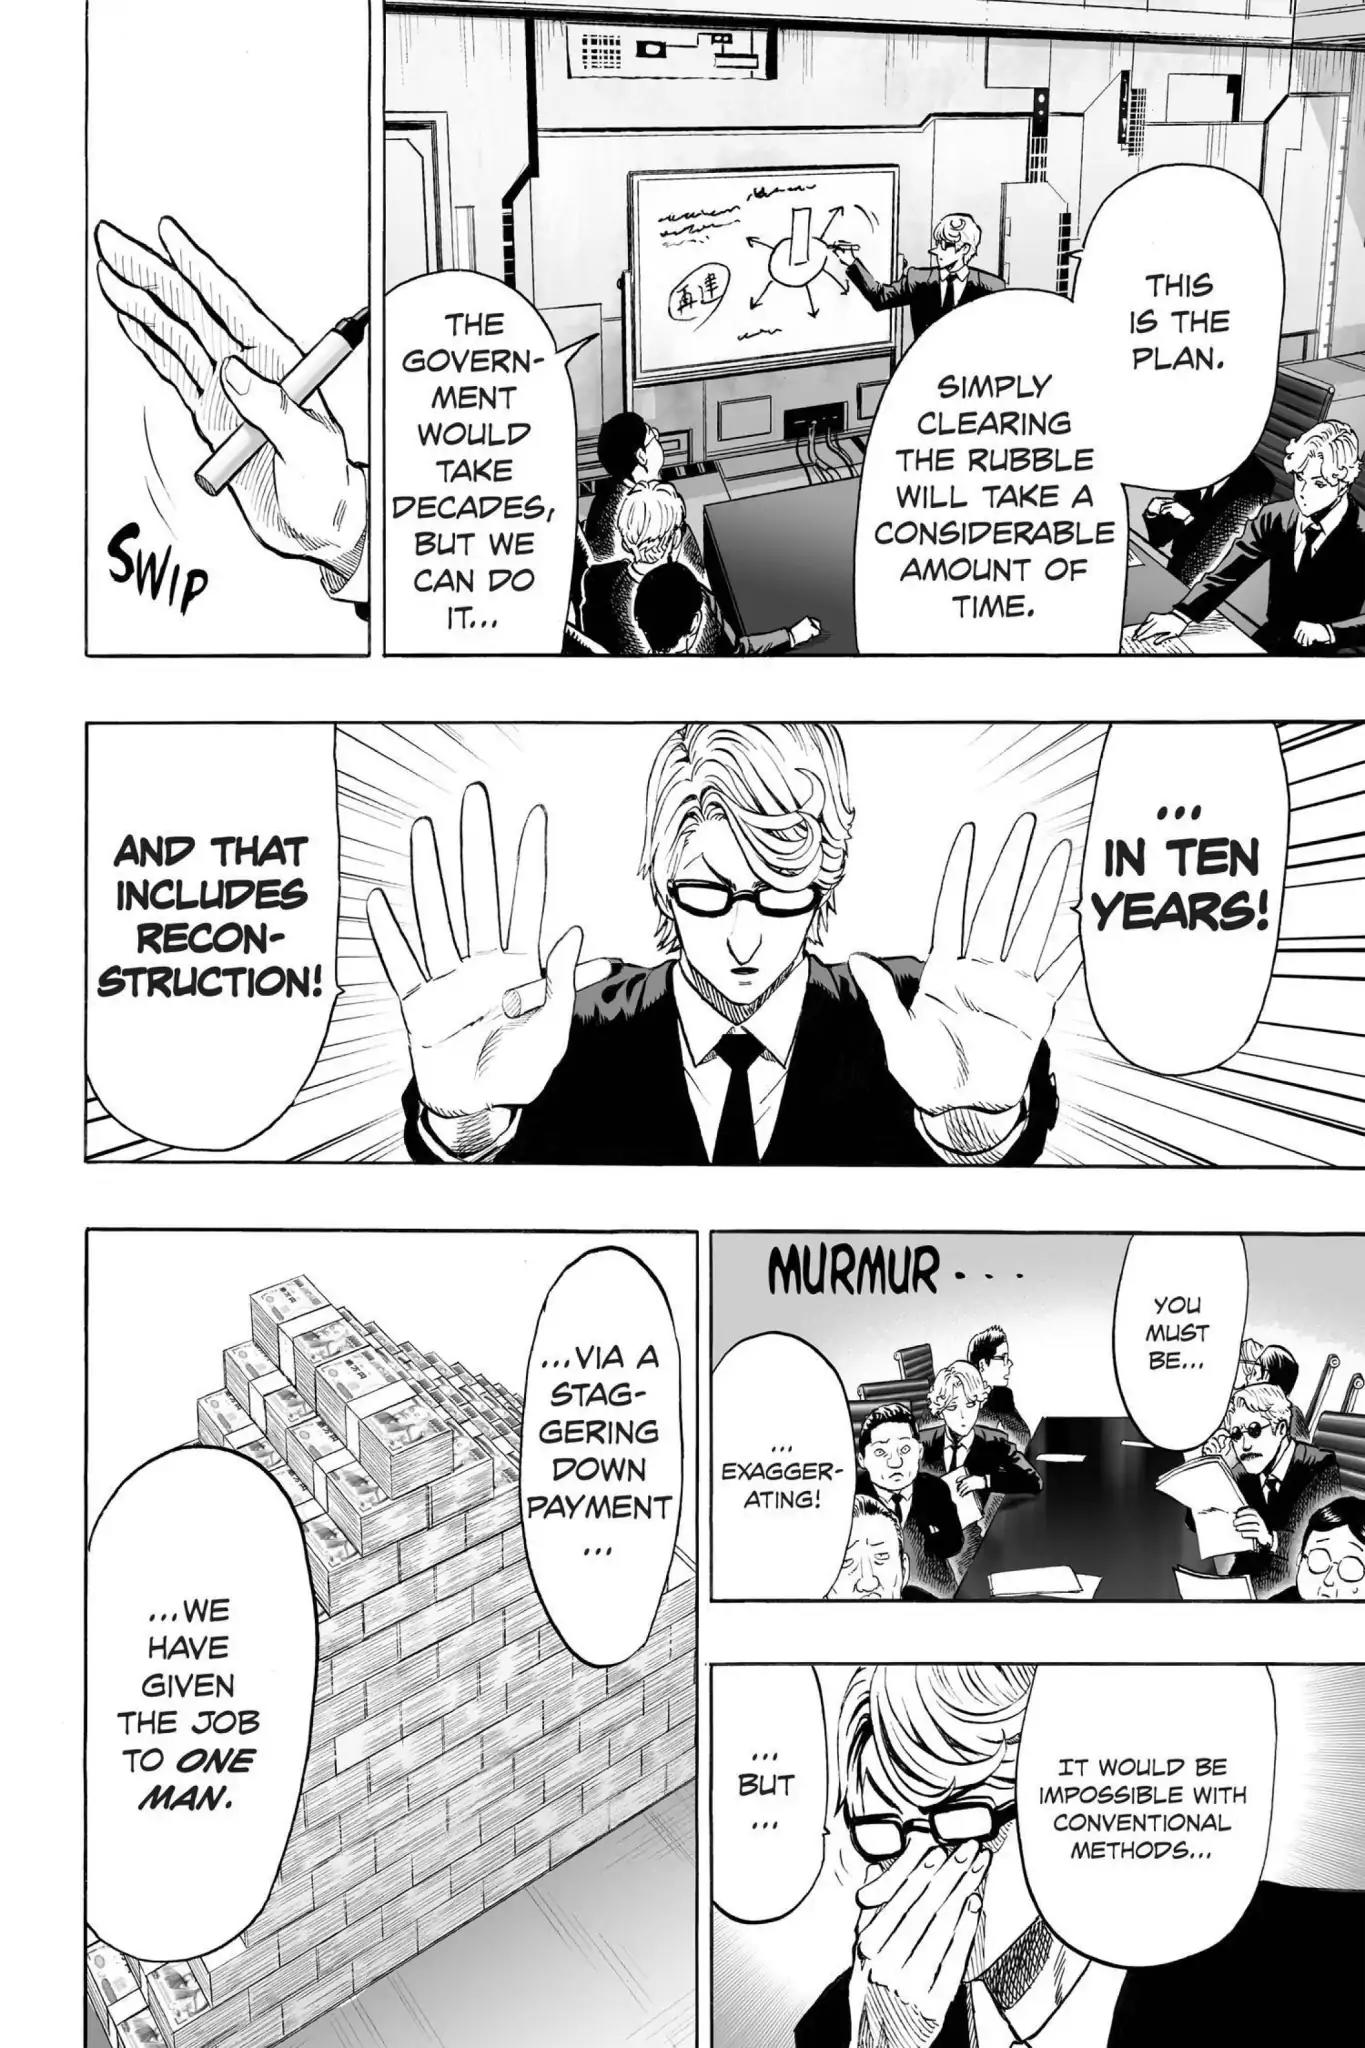 THIS
IS THE
PLAN.
SIMPLY
CLEARING
THE RUBBLE
WILL TAKE A
CONSIDERABLE
AMOUNT OF
TIME.
再建
THE
GOVERN-
MENT
WOULD
TAKE
DECADES,
BUT WE
CAN DO
IT...
SWIP
...
IN TEN
YEARS!
AND THAT
INCLUDES
RECON-
STRUCTION!
MURMUR...
YOU
MUST
BE...
...
EXAGGER-
ATING!
IT WOULD BE
IMPOSSIBLE WITH
CONVENTIONAL
METHODS...
...
BUT
...
...VIA A
STAG-
GERING
DOWN
PAYMENT
...
...WE
HAVE
GIVEN
THE JOB
TO ONE
MAN.